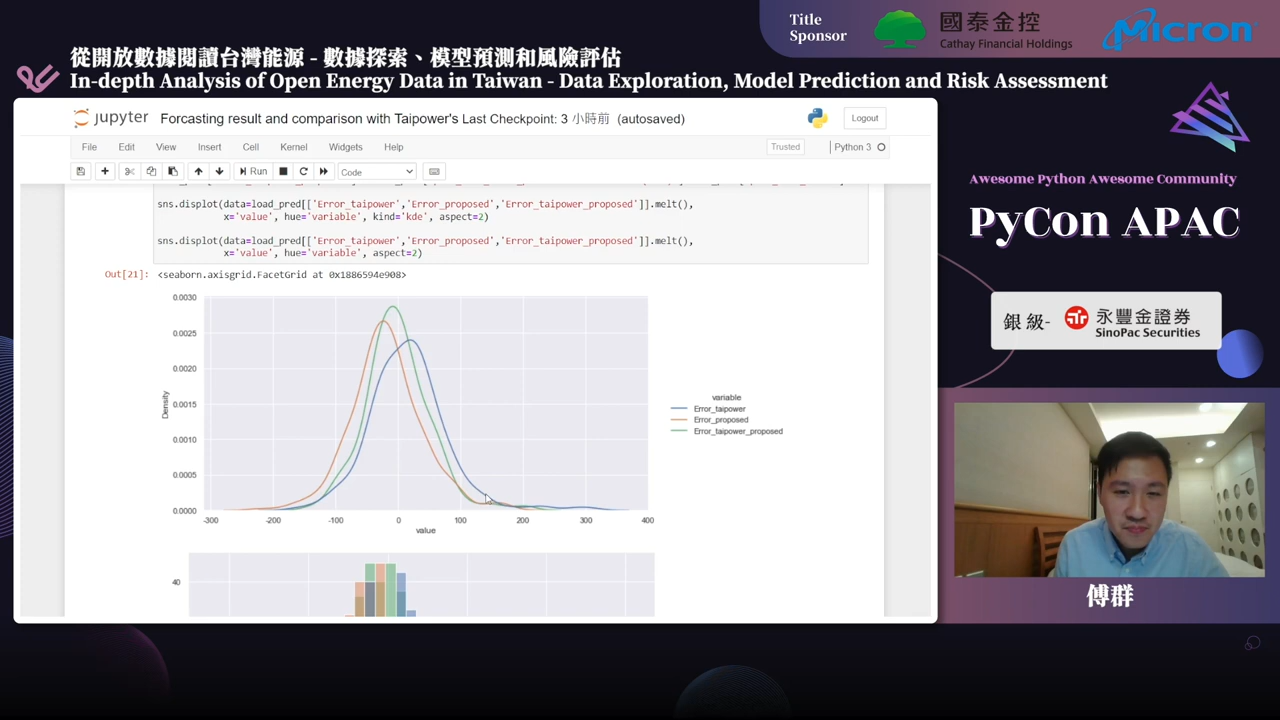 Title
Sponsor
國泰金控
Cathay Financial Holdings
Micron
從開放數據閱讀台灣能源 - 數據探索、模型預測和風險評估
In-depth Analysis of Open Energy Data in Taiwan - Data Exploration, Model Prediction and Risk Assessment
jupyter Forcasting result and comparison with Taipower's Last Checkpoint: 3 小時前 (autosaved)
Logout
File Edit View Insert Cell Kernel Widgets Help
Trusted Python 3
Run Code
sns.displot(data=load_pred[['Error_taipower','Error_proposed','Error_taipower_proposed']].melt(),
x='value', hue='variable', kind='kde', aspect=2)
sns.displot(data=load_pred[['Error_taipower','Error_proposed','Error_taipower_proposed']].melt(),
x='value', hue='variable', aspect=2)
Out[21]: <seaborn.axisgrid.FacetGrid at 0x1886594e908>
0.0030
0.0025
0.0020
0.0015
0.0010
0.0005
0.0000
Density
-300 -200 -100 0 100 200 300 400
value
variable
Error_taipower
Error_proposed
Error_taipower_proposed
40
Awesome Python Awesome Community
PyCon APAC
銀級-
永豐金證券
SinoPac Securities
傅群